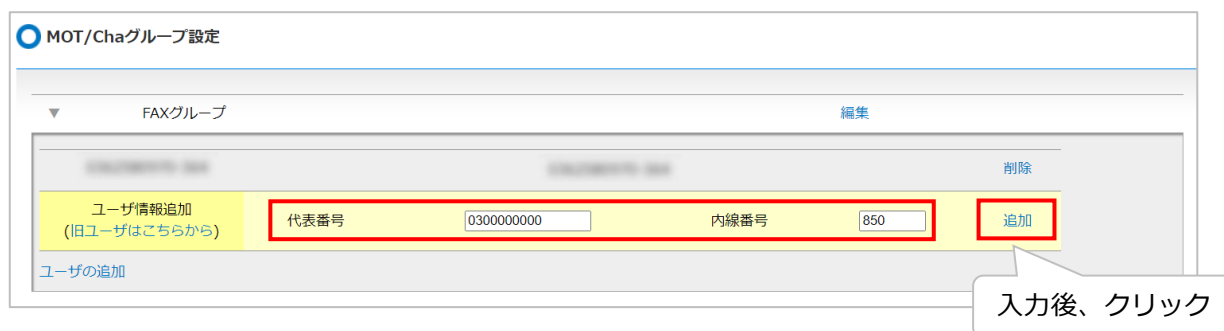 MOT/Chaグループ設定
▼ FAXグループ 編集
削除
ユーザ情報追加
(旧ユーザはこちらから)
代表番号 0300000000 内線番号 850 追加
ユーザの追加
入力後、クリック